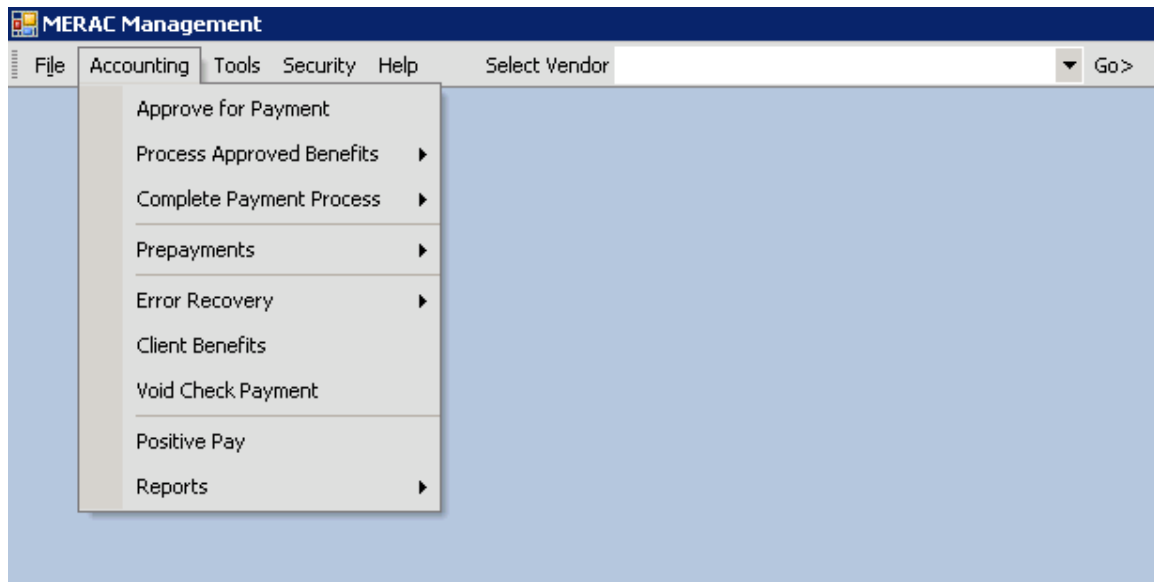 MERAC Management
File Accounting Tools Security Help Select Vendor Go>
Approve for Payment
Process Approved Benefits
Complete Payment Process
Prepayments
Error Recovery
Client Benefits
Void Check Payment
Positive Pay
Reports